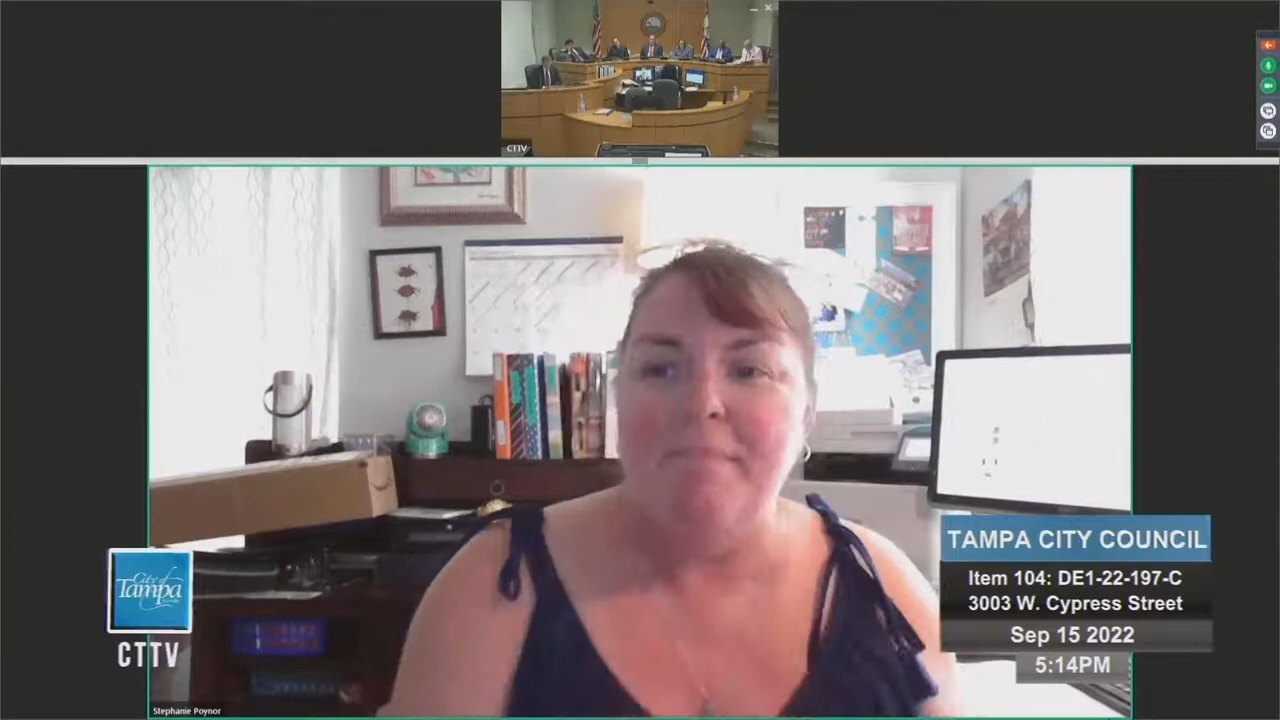 CTTV
TAMPA CITY COUNCIL
Item 104: DE1-22-197-C
3003 W. Cypress Street
Sep 15 2022
5:14PM
City of
Tampa
CTTV
Stephanie Poynor